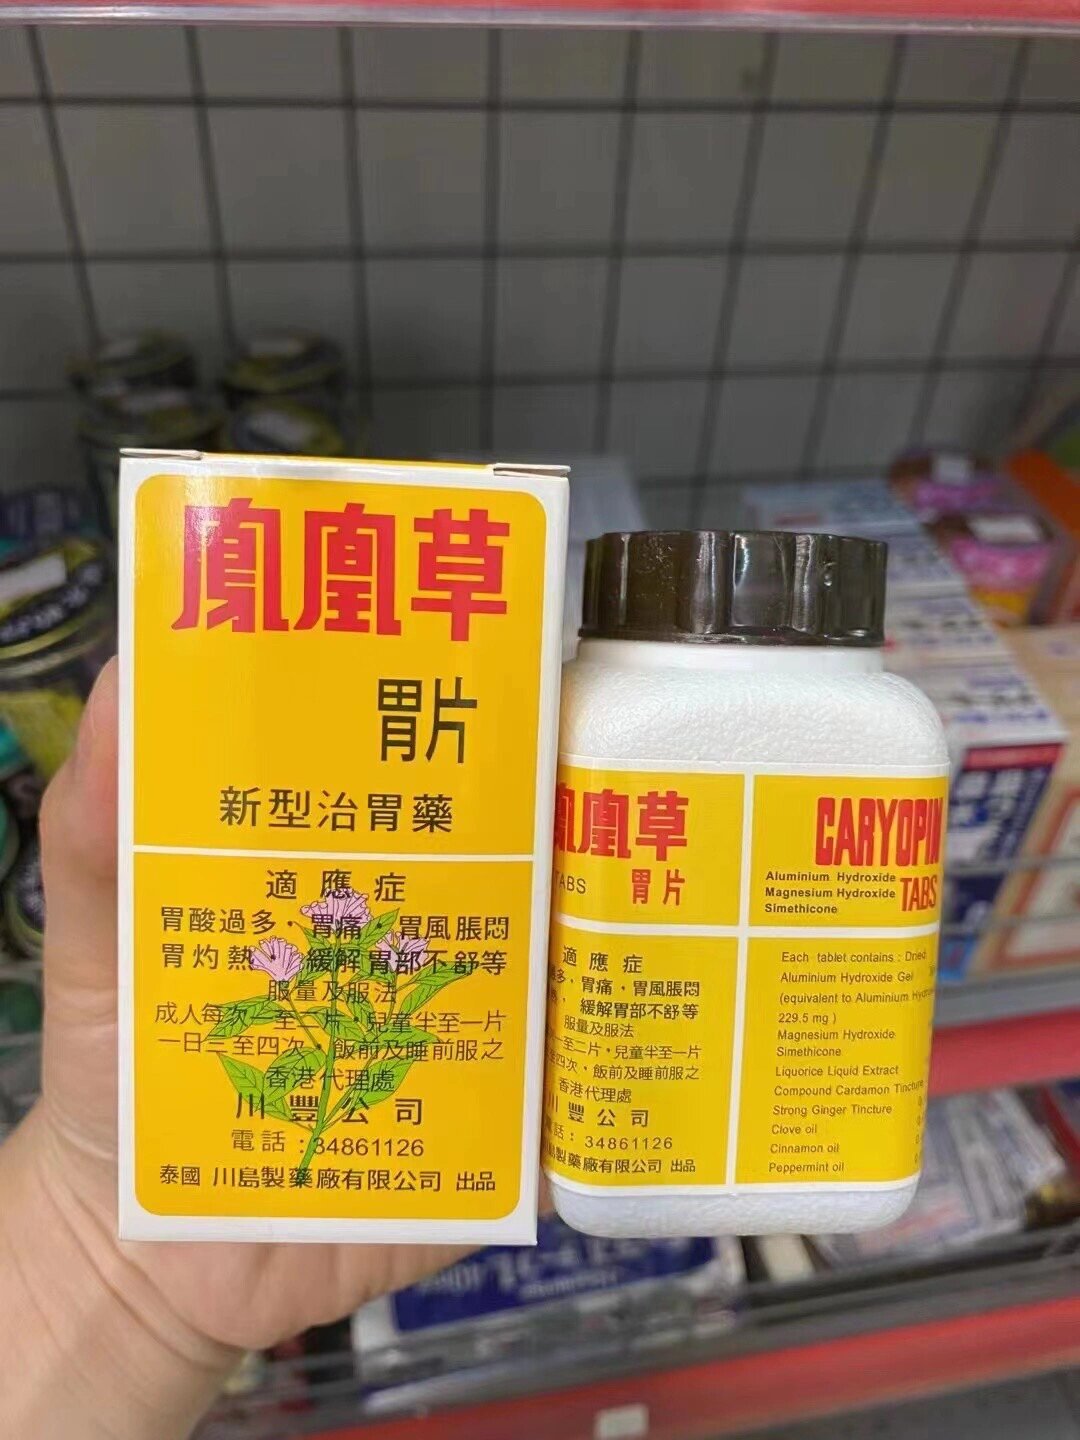 鳳凰草
胃片
新型治胃藥
適應症
胃酸過多，胃痛，胃風脹悶
胃灼熱，緩解胃部不舒等
服量及服法
成人每次一至二片，兒童半至一片
一日三至四次，飯前及睡前服之
香港代理處
川豐公司
電話：34861126
泰國 川島製藥廠有限公司 出品
鳳凰草
TABS 胃片
適應症
過多，胃痛，胃風脹悶
緩解胃部不舒等
服量及服法
一至二片，兒童半至一片
至四次，飯前及睡前服之
香港代理處
川豐公司
電話：34861126
島製藥廠有限公司 出品
CARYOPIN
TABS
Aluminium Hydroxide
Magnesium Hydroxide
Simethicone
Each tablet contains : Dried
Aluminium Hydroxide Gel
(equivalent to Aluminium
229.5 mg )
Magnesium Hydroxide
Simethicone
Liquorice Liquid Extract
Compound Cardamon Tincture
Strong Ginger Tincture
Clove oil
Cinnamon oil
Peppermint oil